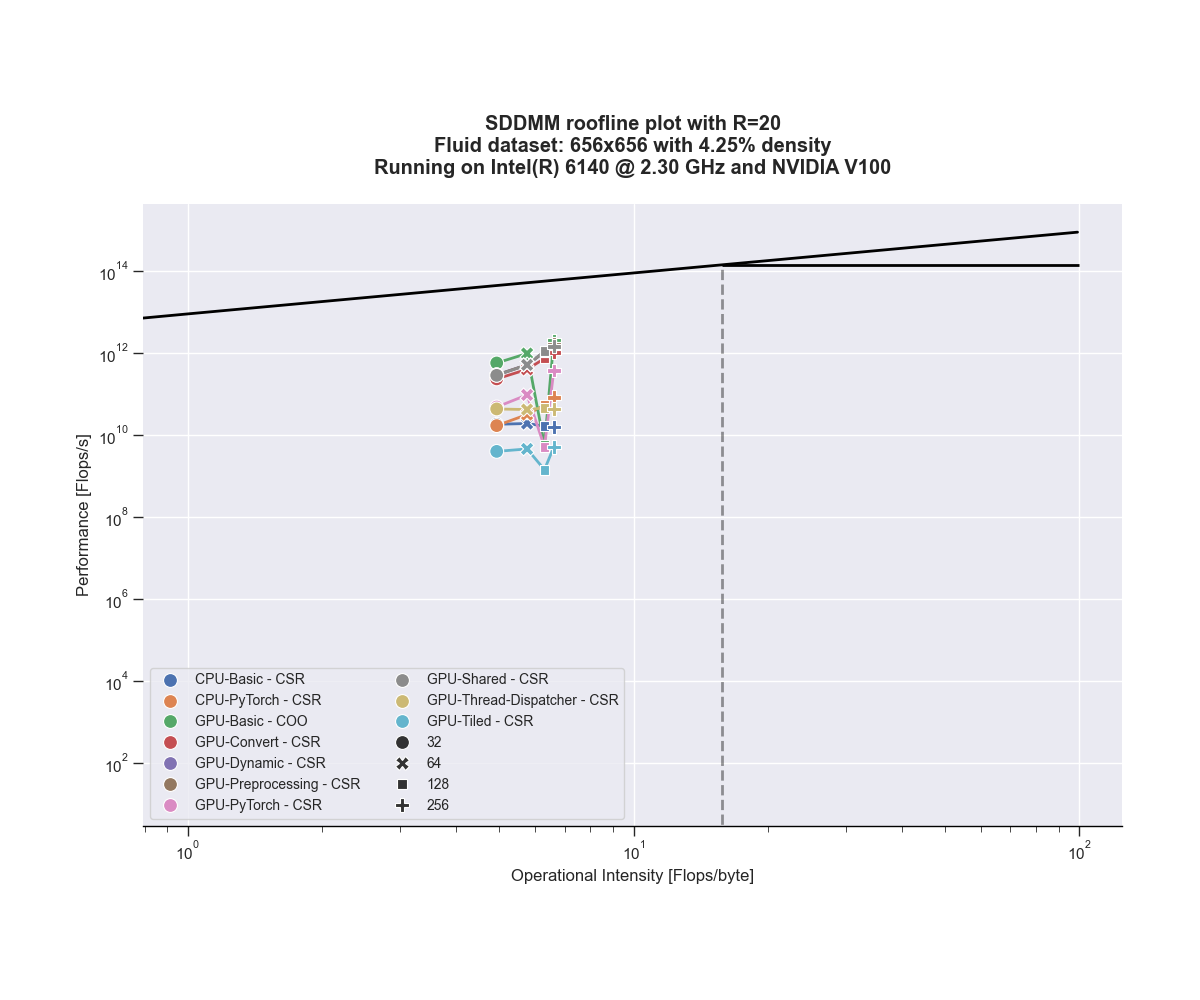 SDDMM roofline plot with R=20
Fluid dataset: 656x656 with 4.25% density
Running on Intel(R) 6140 @ 2.30 GHz and NVIDIA V100
Performance [Flops/s]
10^14
10^12
10^10
10^8
10^6
10^4
10^2
CPU-Basic - CSR
CPU-PyTorch - CSR
GPU-Basic - COO
GPU-Convert - CSR
GPU-Dynamic - CSR
GPU-Preprocessing - CSR
GPU-PyTorch - CSR
GPU-Shared - CSR
GPU-Thread-Dispatcher - CSR
GPU-Tiled - CSR
32
64
128
256
10^0 10^1 10^2
Operational Intensity [Flops/byte]